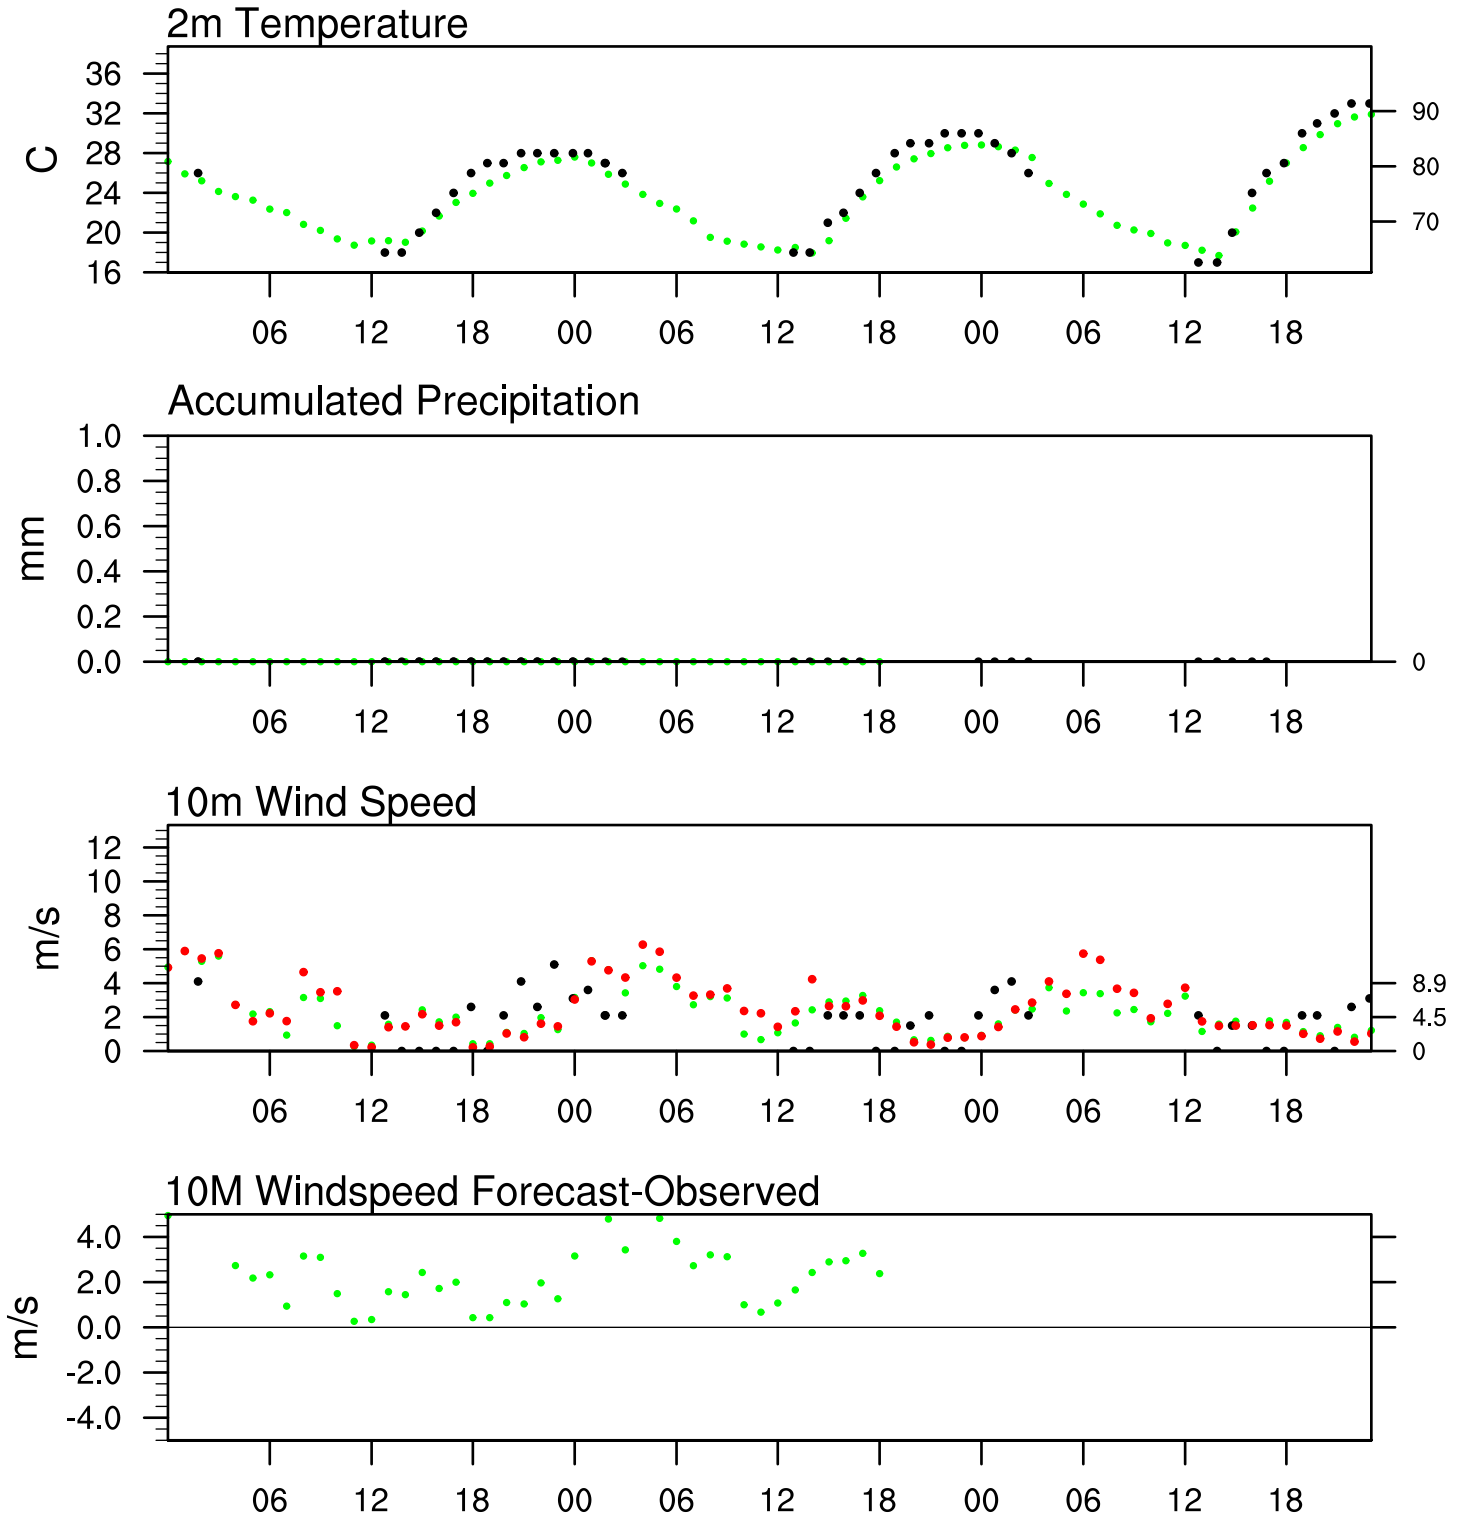 2m Temperature
36
32
28
24
20
16
C
90
80
70
06 12 18 00 06 12 18 00 06 12 18
Accumulated Precipitation
1.0
0.8
0.6
0.4
0.2
0.0
mm
0
06 12 18 00 06 12 18 00 06 12 18
10m Wind Speed
12
10
8
6
4
2
0
m/s
8.9
4.5
0
06 12 18 00 06 12 18 00 06 12 18
10M Windspeed Forecast-Observed
4.0
2.0
0.0
-2.0
-4.0
m/s
06 12 18 00 06 12 18 00 06 12 18